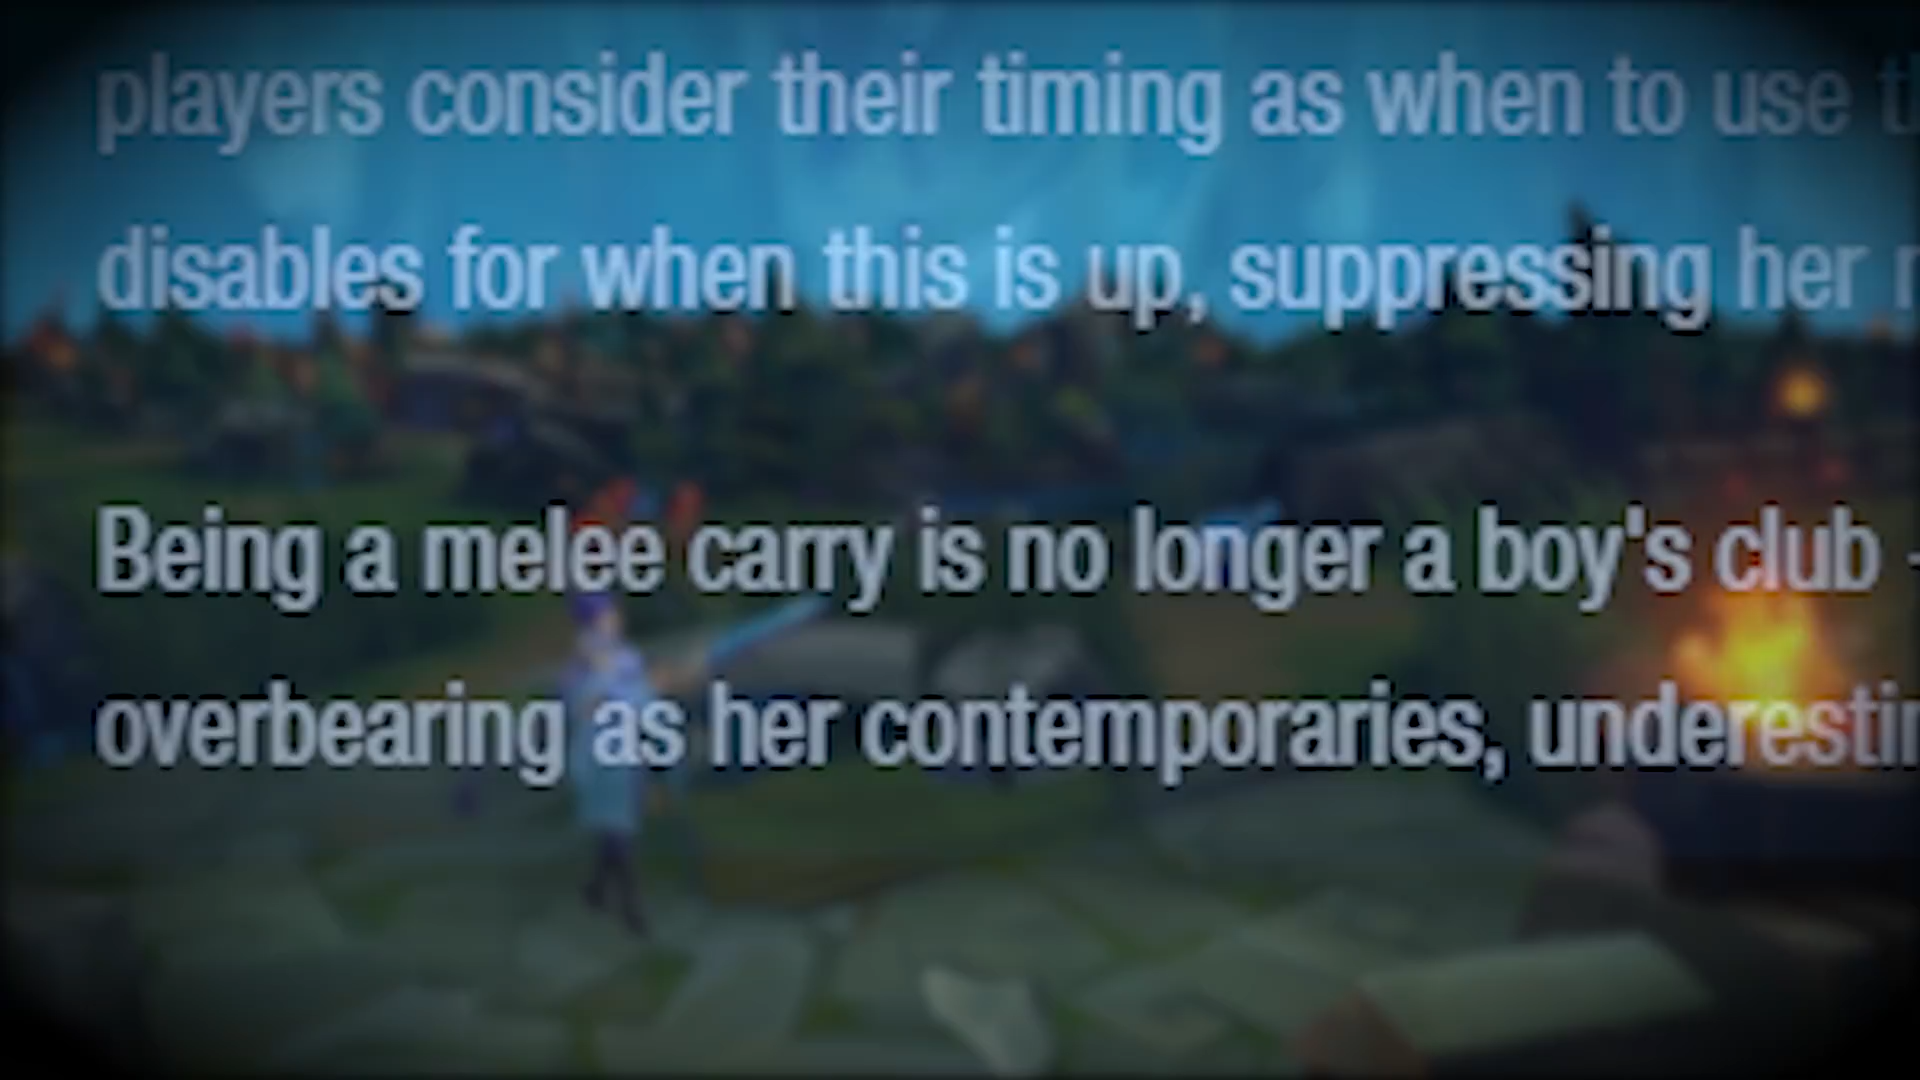 players consider their timing as when to use
disables for when this is up, suppressing her
Being a melee carry is no longer a boy's club -
overbearing as her contemporaries,